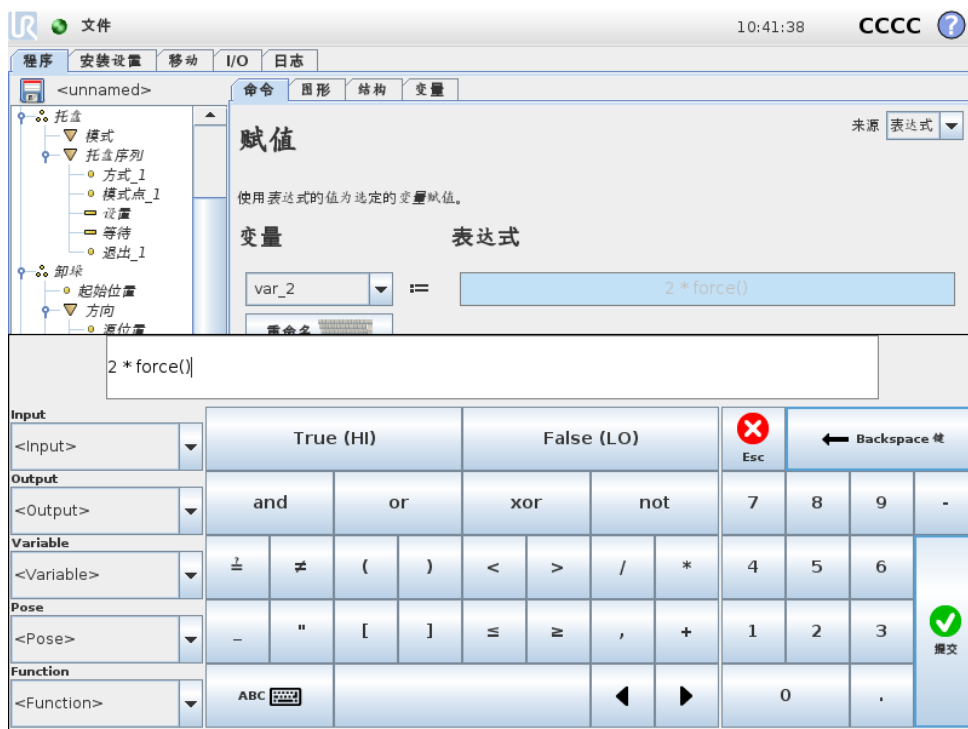 UR 文件 10:41:38 CCCC ?
程序 安装设置 移动 I/O 日志
<unnamed> 命令 图形 结构 变量
托盘
模式
托盘序列
方式_1
模式点_1
设置
等待
退出_1
卸垛
起始位置
方向
源位置
赋值
来源 表达式
使用表达式的值为选定的变量赋值。
变量 表达式
var_2 := 2 * force()
重命名
2 * force()
Input
<Input> True (HI) False (LO) Esc Backspace 键
Output
<Output> and or xor not 7 8 9 -
Variable
<Variable> ≟ ≠ ( ) < > / * 4 5 6
Pose
<Pose> _ " [ ] ≤ ≥ , + 1 2 3 提交
Function
<Function> ABC 0 .